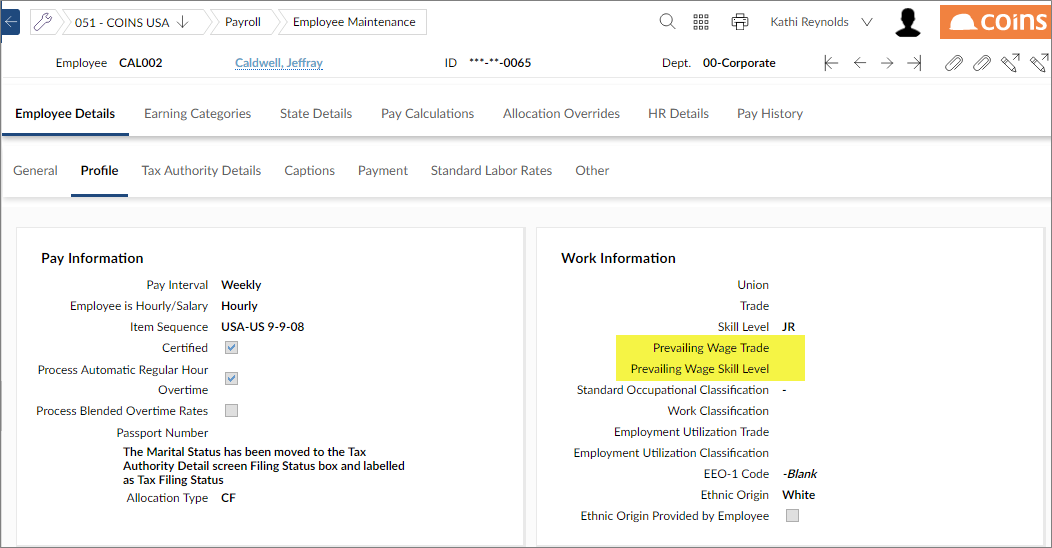 051 - COINS USA Payroll Employee Maintenance Kathi Reynolds coins
Employee CAL002 Caldwell, Jeffray ID ***-**-0065 Dept. 00-Corporate
Employee Details Earning Categories State Details Pay Calculations Allocation Overrides HR Details Pay History
General Profile Tax Authority Details Captions Payment Standard Labor Rates Other
Pay Information
Pay Interval Weekly
Employee is Hourly/Salary Hourly
Item Sequence USA-US 9-9-08
Certified
Process Automatic Regular Hour
Overtime
Process Blended Overtime Rates
Passport Number
The Marital Status has been moved to the Tax
Authority Detail screen Filing Status box and labelled
as Tax Filing Status
Allocation Type CF
Work Information
Union
Trade
Skill Level JR
Prevailing Wage Trade
Prevailing Wage Skill Level
Standard Occupational Classification -
Work Classification
Employment Utilization Trade
Employment Utilization Classification
EEO-1 Code -Blank
Ethnic Origin White
Ethnic Origin Provided by Employee